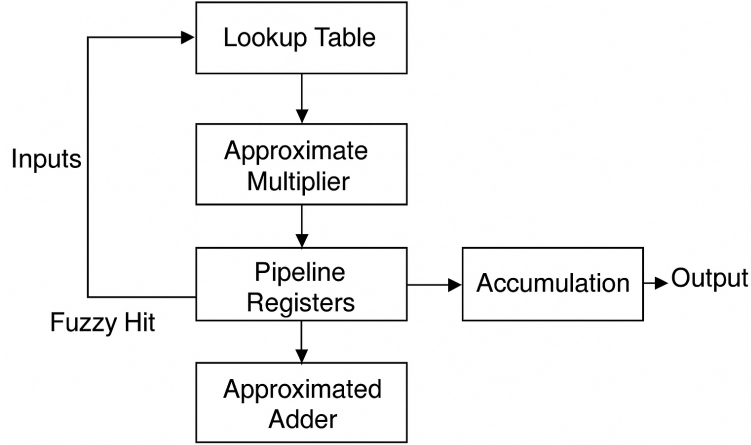 Lookup Table
Inputs
Approximate
Multiplier
Pipeline
Registers
Accumulation
Output
Fuzzy Hit
Approximated
Adder